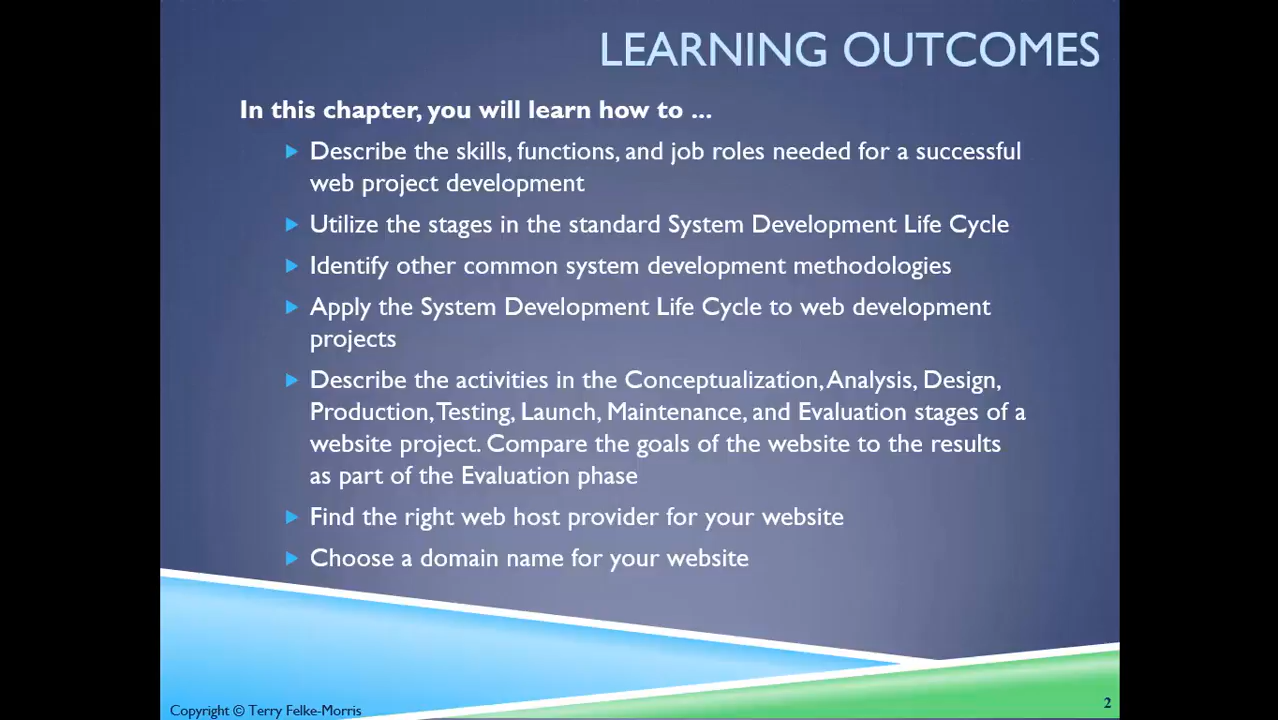 LEARNING OUTCOMES
In this chapter, you will learn how to ...
Describe the skills, functions, and job roles needed for a successful
web project development
Utilize the stages in the standard System Development Life Cycle
Identify other common system development methodologies
Apply the System Development Life Cycle to web development
projects
Describe the activities in the Conceptualization, Analysis, Design,
Production, Testing, Launch, Maintenance, and Evaluation stages of a
website project. Compare the goals of the website to the results
as part of the Evaluation phase
Find the right web host provider for your website
Choose a domain name for your website
Copyright © Terry Felke-Morris
2